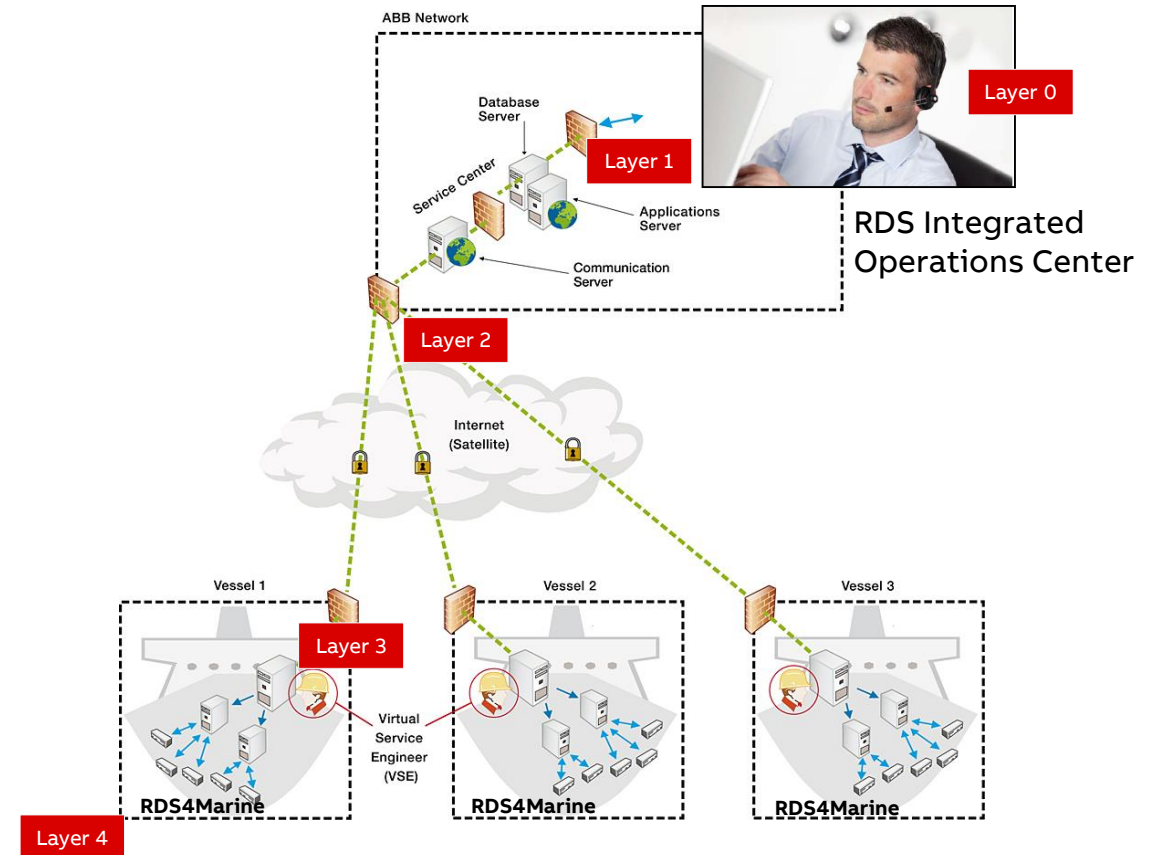 ABB Network
Layer 0
Database
Server
Layer 1
Service Center
Applications
Server
RDS Integrated
Operations Center
Communication
Server
Layer 2
Internet
(Satellite)
Vessel 1
Vessel 2
Vessel 3
Layer 3
Virtual
Service
Engineer
(VSE)
RDS4Marine
RDS4Marine
RDS4Marine
Layer 4